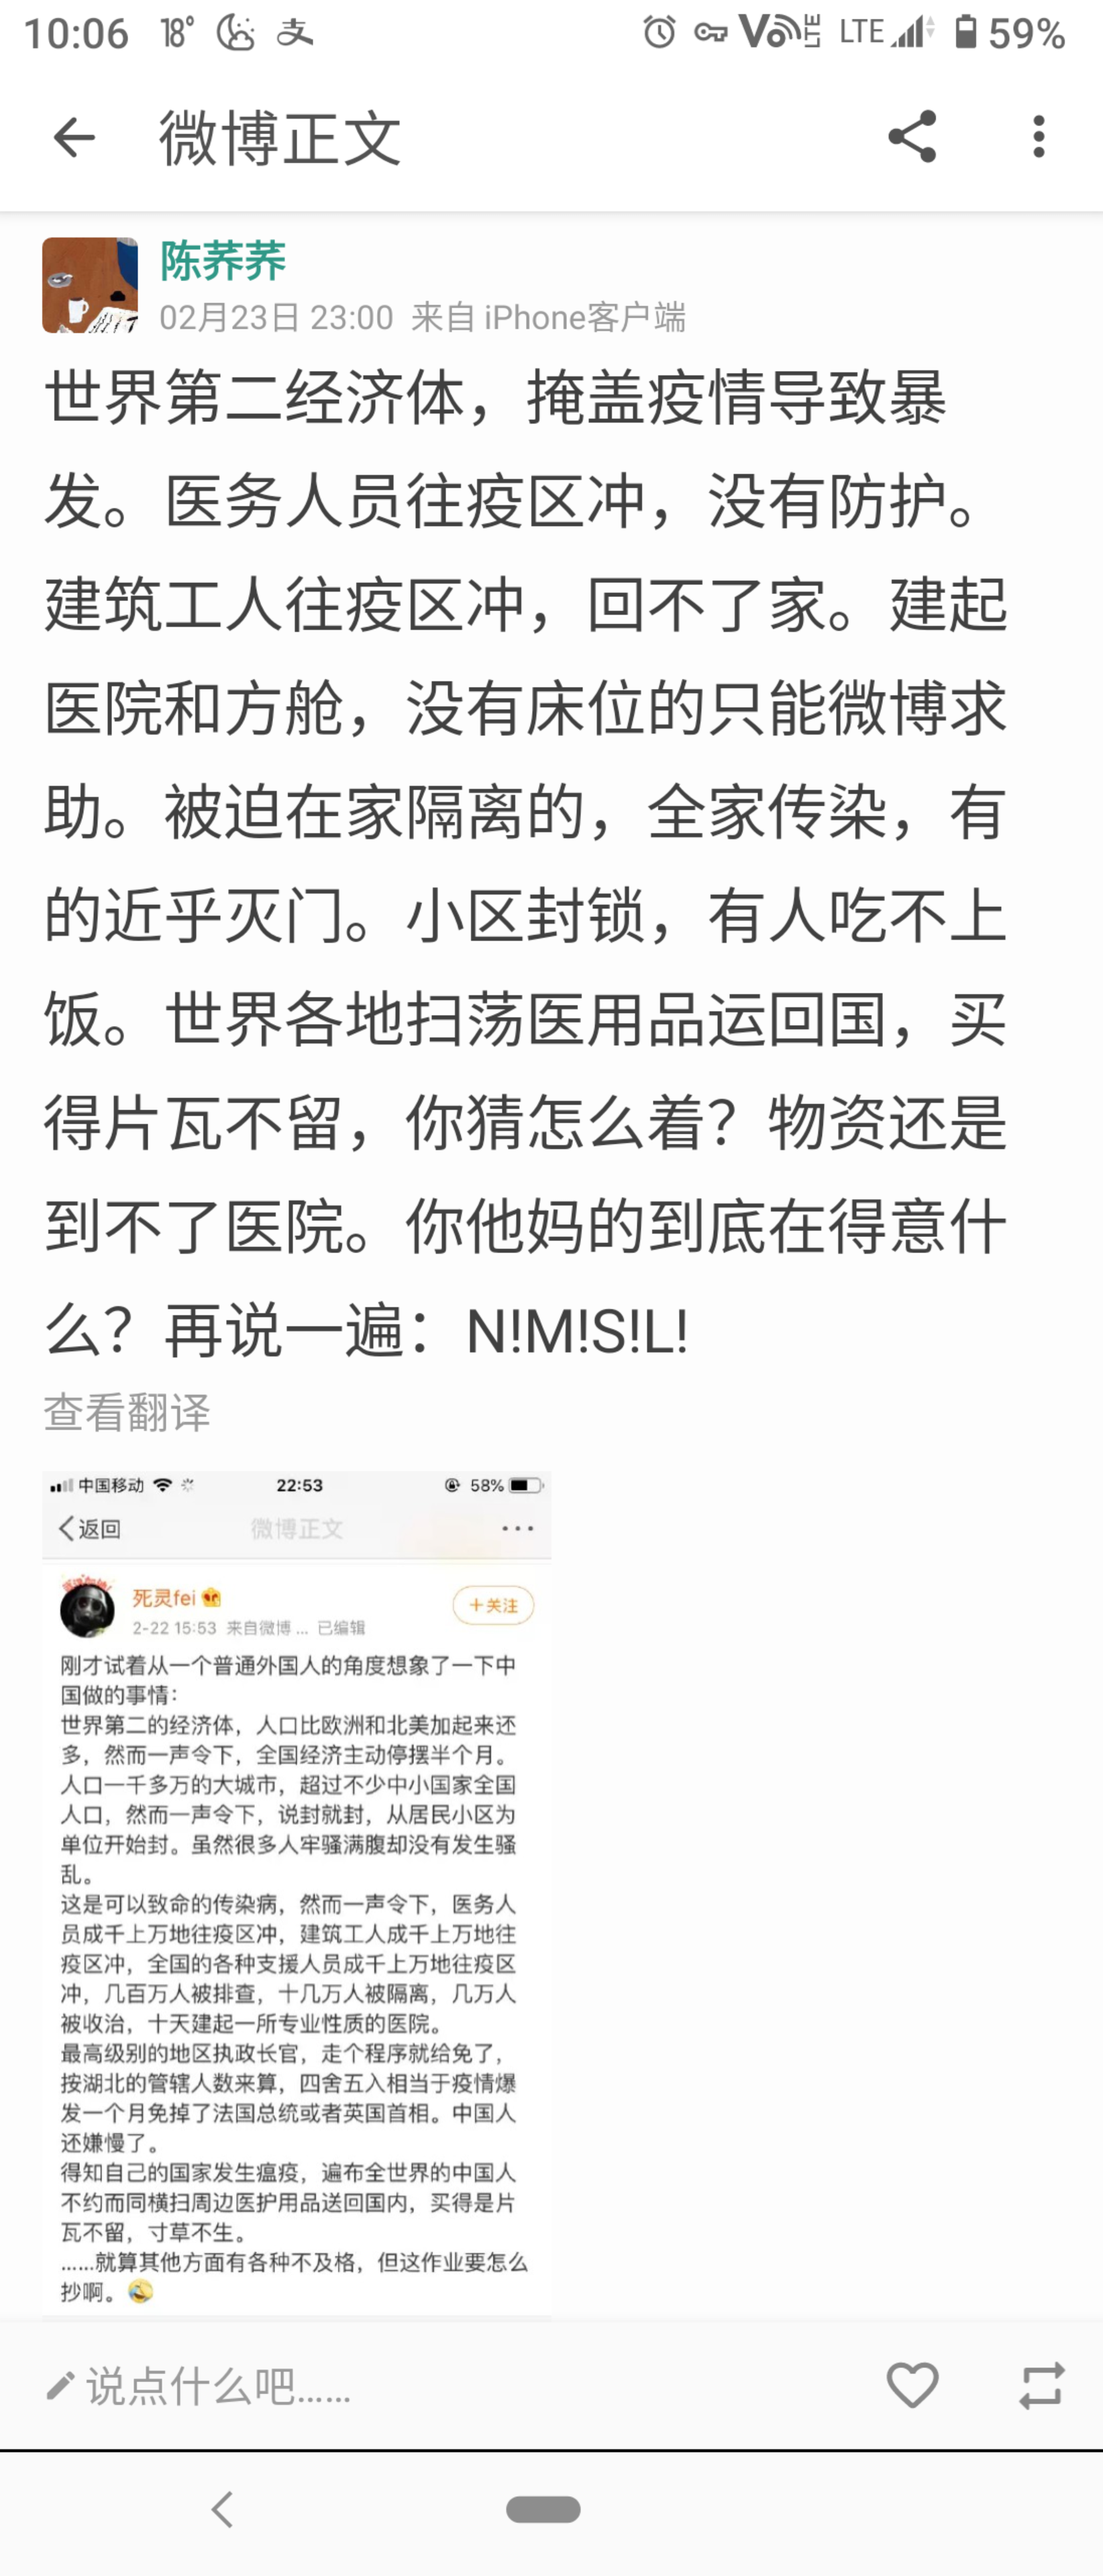 10:06 18° 支 VoLTE LTE 59%
微博正文
陈荞荞
02月23日 23:00 来自 iPhone客户端
世界第二经济体，掩盖疫情导致暴
发。医务人员往疫区冲，没有防护。
建筑工人往疫区冲，回不了家。建起
医院和方舱，没有床位的只能微博求
助。被迫在家隔离的，全家传染，有
的近乎灭门。小区封锁，有人吃不上
饭。世界各地扫荡医用品运回国，买
得片瓦不留，你猜怎么着？物资还是
到不了医院。你他妈的到底在得意什
么？再说一遍：N!M!S!L!
查看翻译
中国移动 22:53 58%
返回 微博正文 ...
死灵fei
+关注
2-22 15:53 来自微博 ... 已编辑
刚才试着从一个普通外国人的角度想象了一下中
国做的事情：
世界第二的经济体，人口比欧洲和北美加起来还
多，然而一声令下，全国经济主动停摆半个月。
人口一千多万的大城市，超过不少中小国家全国
人口，然而一声令下，说封就封，从居民小区为
单位开始封。虽然很多人牢骚满腹却没有发生骚
乱。
这是可以致命的传染病，然而一声令下，医务人
员成千上万地往疫区冲，建筑工人成千上万地往
疫区冲，全国的各种支援人员成千上万地往疫区
冲，几百万人被排查，十几万人被隔离，几万人
被收治，十天建起一所专业性质的医院。
最高级别的地区执政长官，走个程序就给免了，
按湖北的管辖人数来算，四舍五入相当于疫情爆
发一个月免掉了法国总统或者英国首相。中国人
还嫌慢了。
得知自己的国家发生瘟疫，遍布全世界的中国人
不约而同横扫周边医护用品送回国内，买得是片
瓦不留，寸草不生。
……就算其他方面有各种不及格，但这作业要怎么
抄啊。
说点什么吧......